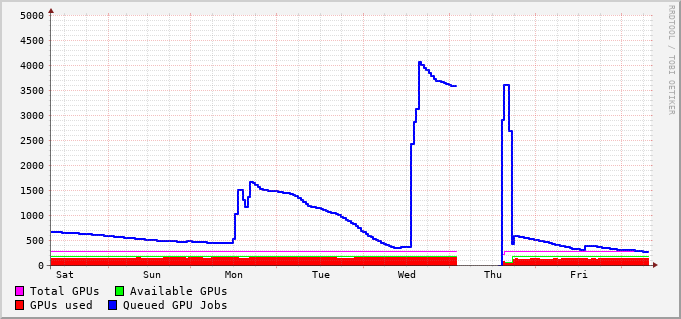 5000
4500
4000
3500
3000
2500
2000
1500
1000
500
0
Sat Sun Mon Tue Wed Thu Fri
Total GPUs Available GPUs
GPUs used Queued GPU Jobs
RRDTOOL / TOBI OETIKER